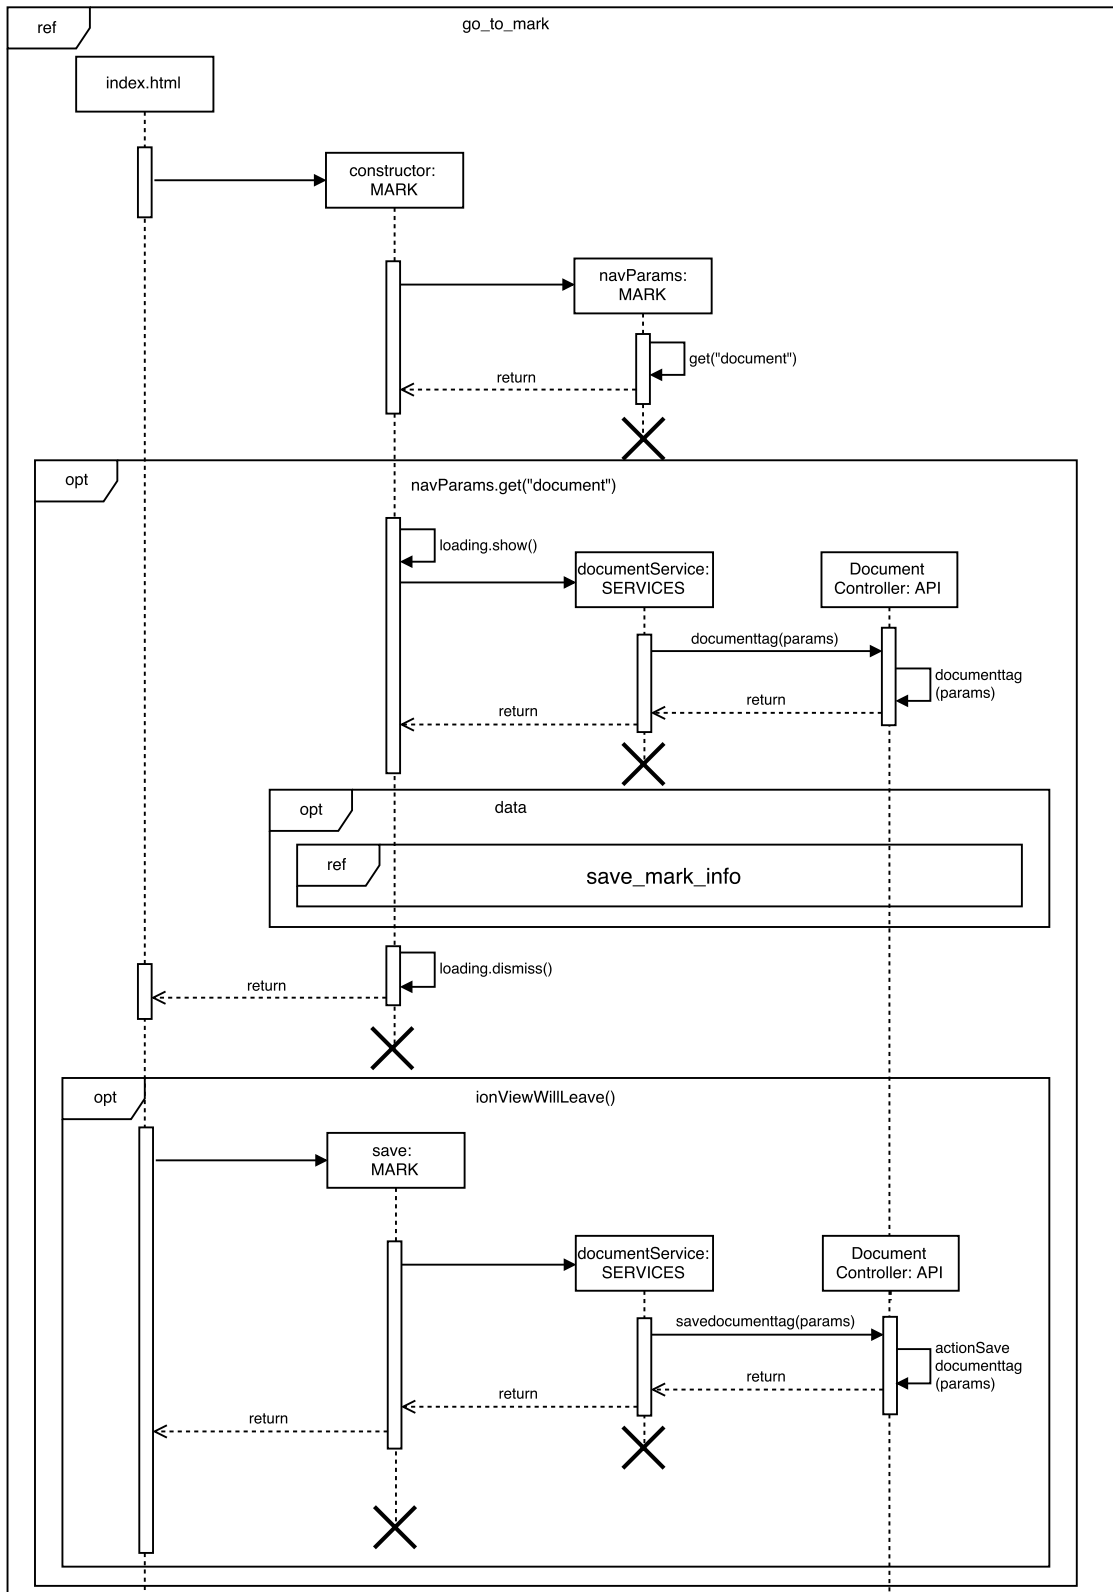 ref
go_to_mark
index.html
constructor:
MARK
navParams:
MARK
get("document")
return
opt
navParams.get("document")
loading.show()
documentService:
SERVICES
Document
Controller: API
documenttag(params)
documenttag
(params)
return
return
opt
data
ref
save_mark_info
loading.dismiss()
return
opt
ionViewWillLeave()
save:
MARK
documentService:
SERVICES
Document
Controller: API
savedocumenttag(params)
actionSave
documenttag
(params)
return
return
return